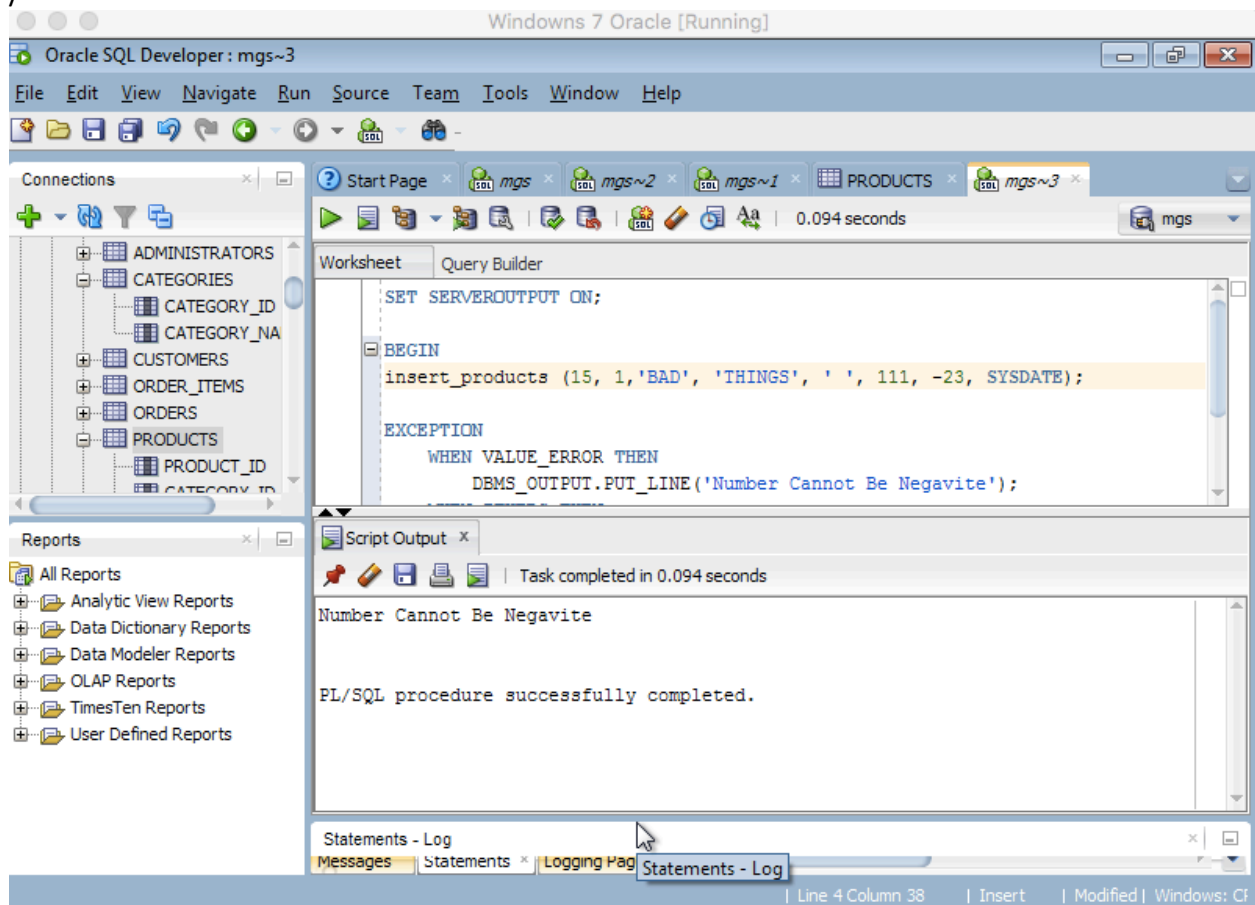 Windowns 7 Oracle [Running]
Oracle SQL Developer : mgs~3
File Edit View Navigate Run Source Team Tools Window Help
Connections
Start Page mgs mgs~2 mgs~1 PRODUCTS mgs~3
0.094 seconds mgs
ADMINISTRATORS
CATEGORIES
CATEGORY_ID
CATEGORY_NA
CUSTOMERS
ORDER_ITEMS
ORDERS
PRODUCTS
PRODUCT_ID
CATEGORY_ID
Worksheet Query Builder
SET SERVEROUTPUT ON;
BEGIN
insert_products (15, 1,'BAD', 'THINGS', ' ', 111, -23, SYSDATE);
EXCEPTION
WHEN VALUE_ERROR THEN
DBMS_OUTPUT.PUT_LINE('Number Cannot Be Negavite');
Reports
All Reports
Analytic View Reports
Data Dictionary Reports
Data Modeler Reports
OLAP Reports
TimesTen Reports
User Defined Reports
Script Output
Task completed in 0.094 seconds
Number Cannot Be Negavite
PL/SQL procedure successfully completed.
Statements - Log
Messages Statements Logging Pag
Statements - Log
Line 4 Column 38 | Insert | Modified | Windows: CF